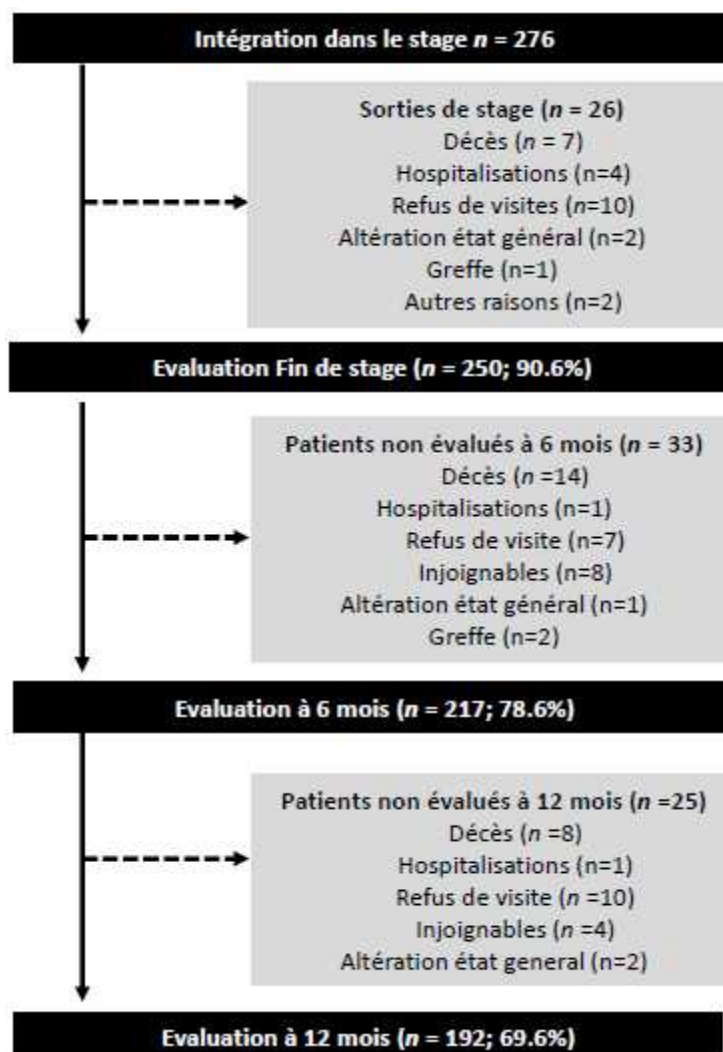 Intégration dans le stage n = 276
Sorties de stage (n = 26)
Décès (n = 7)
Hospitalisations (n=4)
Refus de visites (n=10)
Altération état général (n=2)
Greffe (n=1)
Autres raisons (n=2)
Evaluation Fin de stage (n = 250; 90.6%)
Patients non évalués à 6 mois (n = 33)
Décès (n =14)
Hospitalisations (n=1)
Refus de visite (n=7)
Injoignables (n=8)
Altération état général (n=1)
Greffe (n=2)
Evaluation à 6 mois (n = 217; 78.6%)
Patients non évalués à 12 mois (n =25)
Décès (n =8)
Hospitalisations (n=1)
Refus de visite (n =10)
Injoignables (n =4)
Altération état general (n=2)
Evaluation à 12 mois (n = 192; 69.6%)